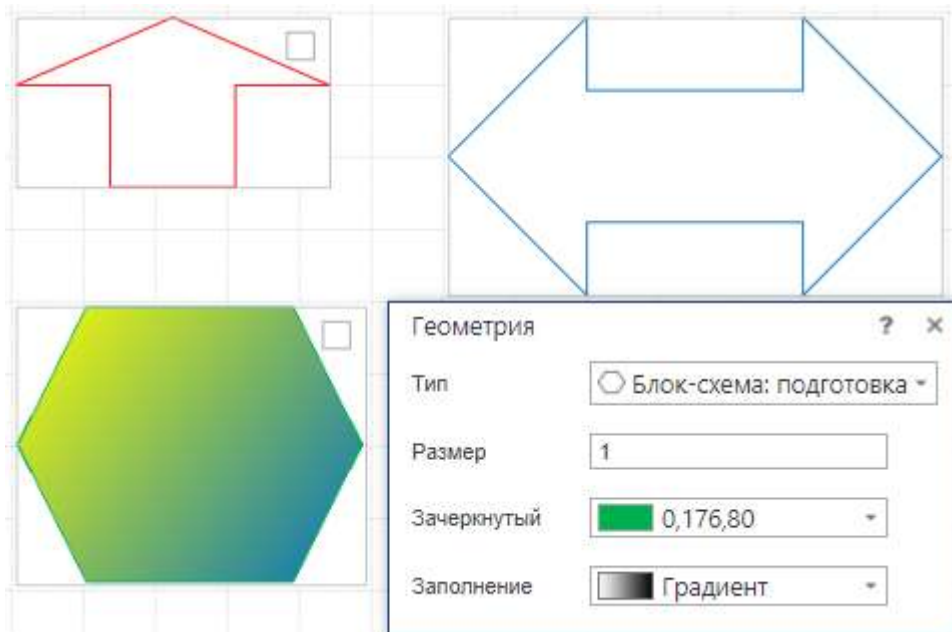 Геометрия ? ×
Тип Блок-схема: подготовка
Размер 1
Зачеркнутый 0,176,80
Заполнение Градиент